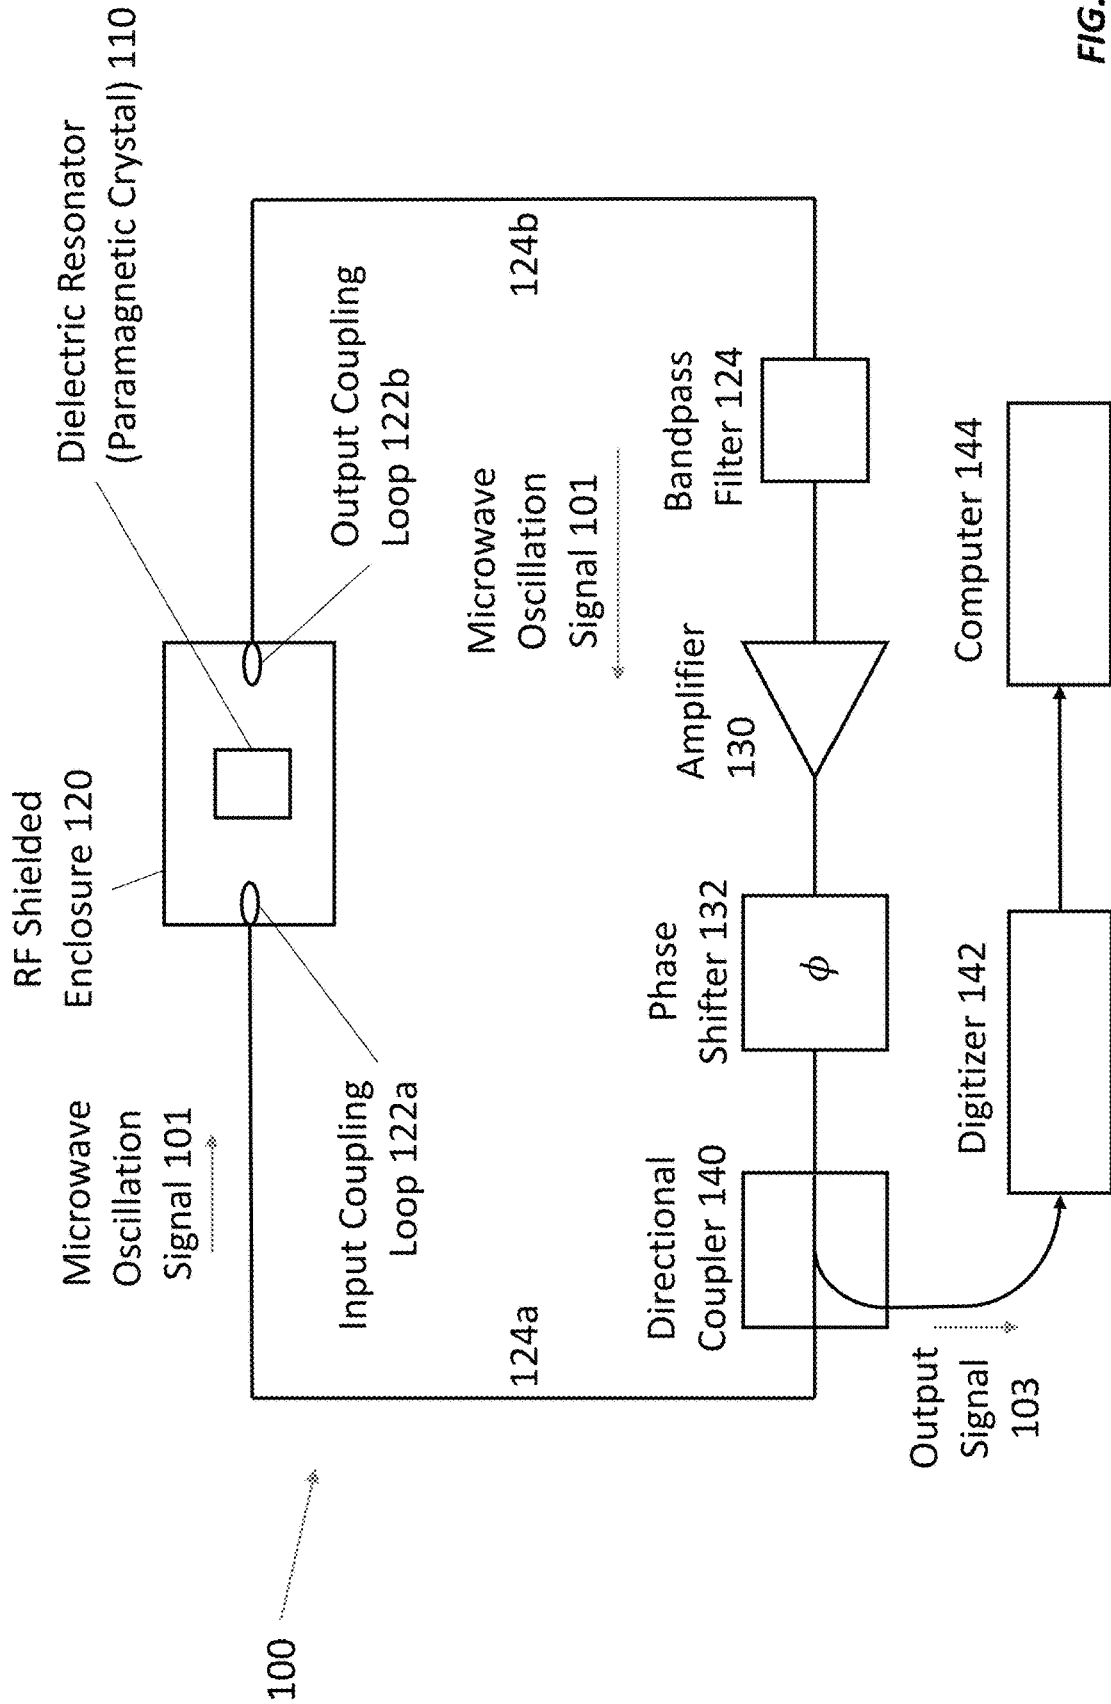 RF Shielded
Enclosure 120
Dielectric Resonator
(Paramagnetic Crystal) 110
Microwave
Oscillation
Signal 101
Input Coupling
Loop 122a
Output Coupling
Loop 122b
100
124a
124b
Microwave
Oscillation
Signal 101
Directional
Coupler 140
Phase
Shifter 132
ϕ
Amplifier
130
Bandpass
Filter 124
Output
Signal
103
Digitizer 142
Computer 144
FIG.